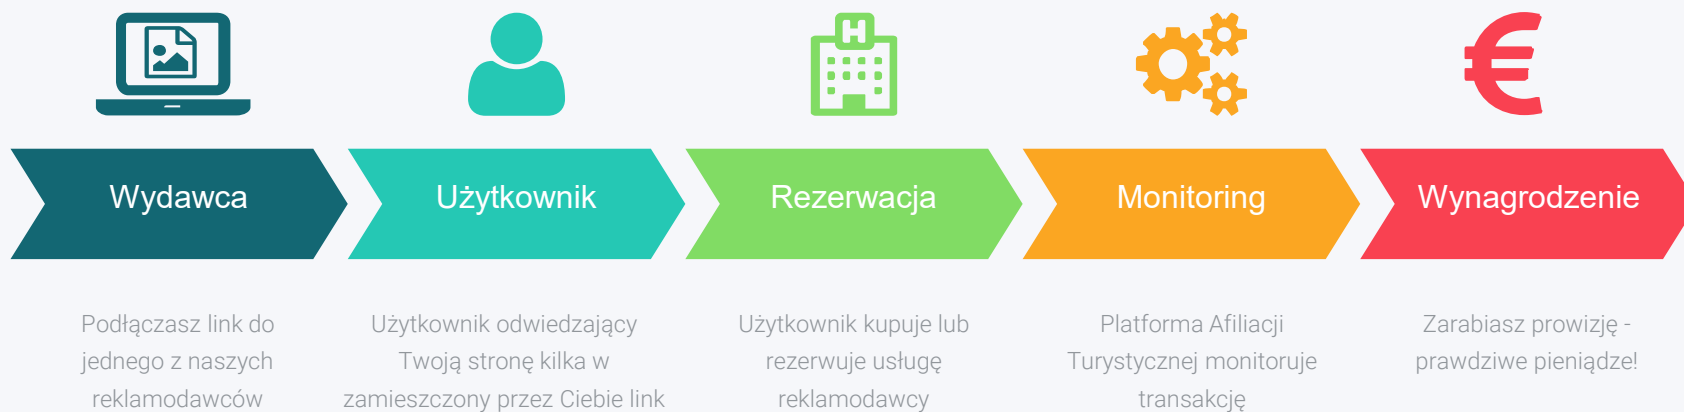 H
Wydawca
Użytkownik
Rezerwacja
Monitoring
Wynagrodzenie
Podłączasz link do
jednego z naszych
reklamodawców
Użytkownik odwiedzający
Twoją stronę kilka w
zamieszczony przez Ciebie link
Użytkownik kupuje lub
rezerwuje usługę
reklamodawcy
Platforma Afiliacji
Turystycznej monitoruje
transakcję
Zarabiasz prowizję -
prawdziwe pieniądze!